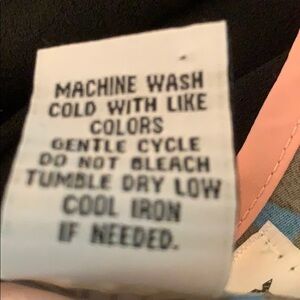 MACHINE WASH
COLD WITH LIKE
COLORS
GENTLE CYCLE
DO NOT BLEACH
TUMBLE DRY LOW
COOL IRON
IF NEEDED.